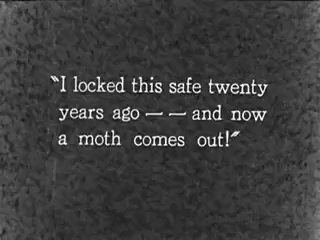 "I locked this safe twenty
years ago — — and now
a moth comes out!"